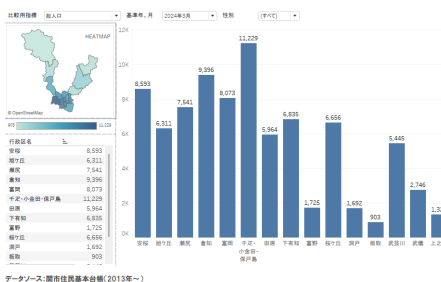 比較用指標 総人口 基準年, 月 2024年3月 性別 (すべて)
HEATMAP
© OpenStreetMap
903 11,229
行政区名
安桜 8,593
旭ケ丘 6,311
瀬尻 7,541
倉知 9,396
富岡 8,073
千疋・小金田・保戸島 11,229
田原 5,964
下有知 6,835
富野 1,725
桜ケ丘 6,656
洞戸 1,692
板取 903
12K
10K
8K
6K
4K
2K
0K
8,593
6,311
7,541
9,396
8,073
11,229
5,964
6,835
1,725
6,656
1,692
903
5,445
2,746
安桜 旭ケ丘 瀬尻 倉知 富岡 千疋・小金田・保戸島 田原 下有知 富野 桜ケ丘 洞戸 板取 武芸川 武儀 上之
データソース:関市住民基本台帳(2013年~)